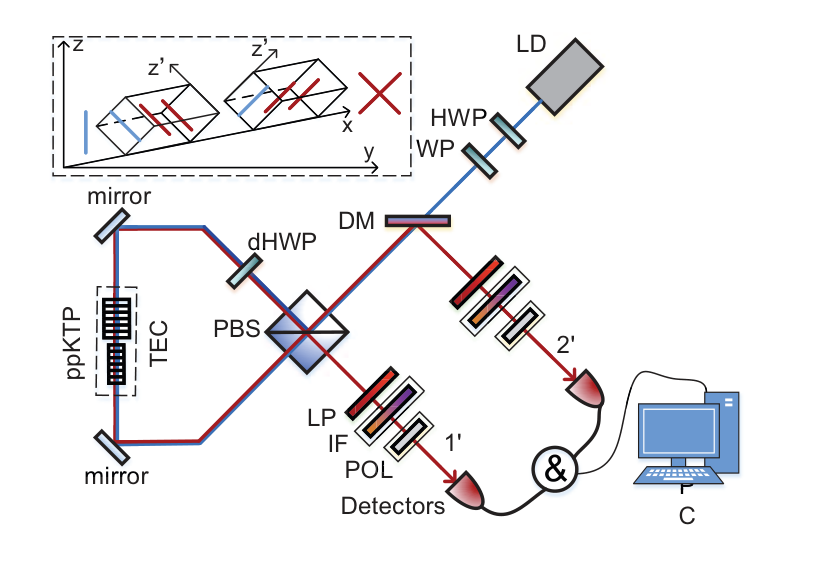 z
z'
z'
x
y
LD
HWP
WP
DM
mirror
dHWP
PBS
ppKTP
TEC
mirror
LP
IF
POL
1'
2'
Detectors
&
P
C